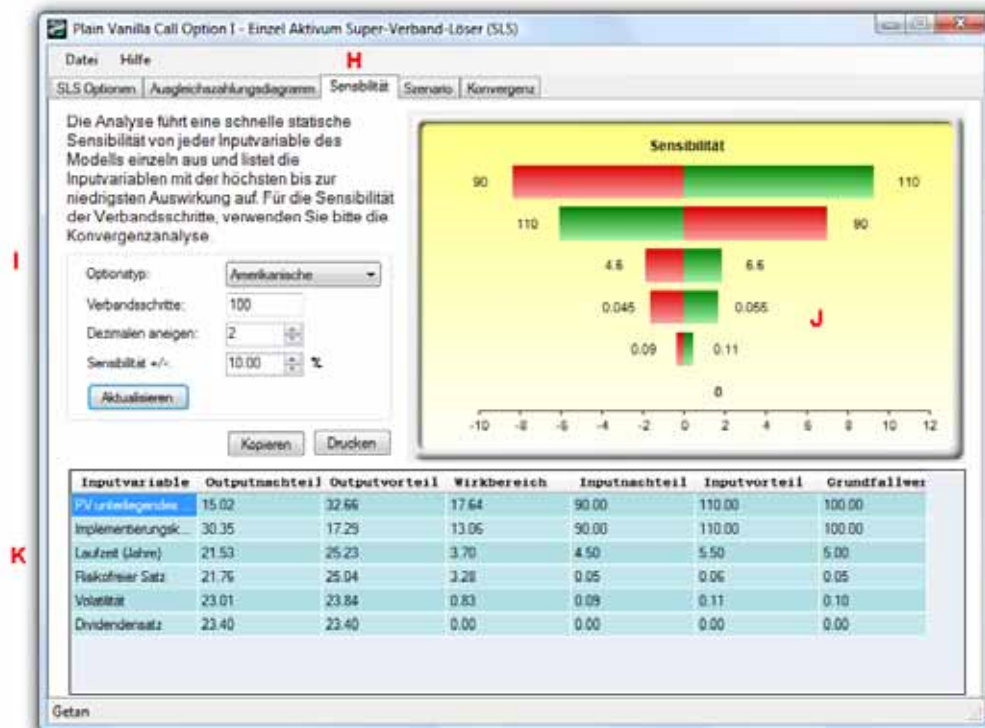 Plain Vanilla Call Option I - Einzel Aktivum Super-Verband-Löser (SLS)
Datei Hilfe
H
SLS Optionen Ausgleichszahlungsdiagramm Sensibilität Szenario Konvergenz
Die Analyse führt eine schnelle statische
Sensibilität von jeder Inputvariable des
Modells einzeln aus und listet die
Inputvariablen mit der höchsten bis zur
niedrigsten Auswirkung auf. Für die Sensibilität
der Verbandsschritte, verwenden Sie bitte die
Konvergenzanalyse.
I
Optionstyp: Amerikanische
Verbandsschritte: 100
Dezimalen aneigen: 2
Sensibilität +/-: 10.00 %
Aktualisieren
Kopieren Drucken
Sensibilität
90 110
110 90
4.6 6.6
0.045 0.055
J
0.09 0.11
0
-10 -8 -6 -4 -2 0 2 4 6 8 10 12
Inputvariable Outputnachteil Outputvorteil Wirkbereich Inputnachteil Inputvorteil Grundfallwer
PV unterliegendes 15.02 32.66 17.64 90.00 110.00 100.00
Implementierungsk... 30.35 17.29 13.06 90.00 110.00 100.00
K
Laufzeit (Jahre) 21.53 25.23 3.70 4.50 5.50 5.00
Risikofreier Satz 21.76 25.04 3.28 0.05 0.06 0.05
Volatilität 23.01 23.84 0.83 0.09 0.11 0.10
Dividendensatz 23.40 23.40 0.00 0.00 0.00 0.00
Getan